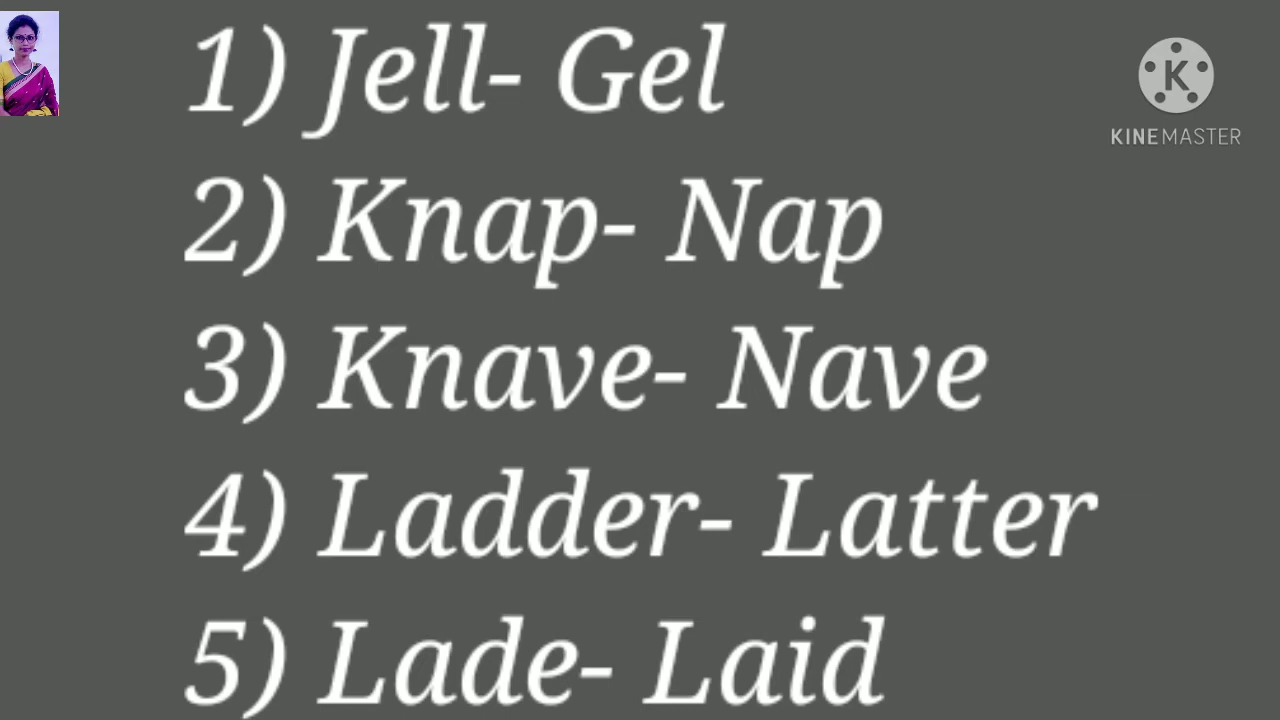 1) Jell- Gel
KINEMASTER
2) Knap- Nap
3) Knave- Nave
4) Ladder- Latter
5) Lade- Laid